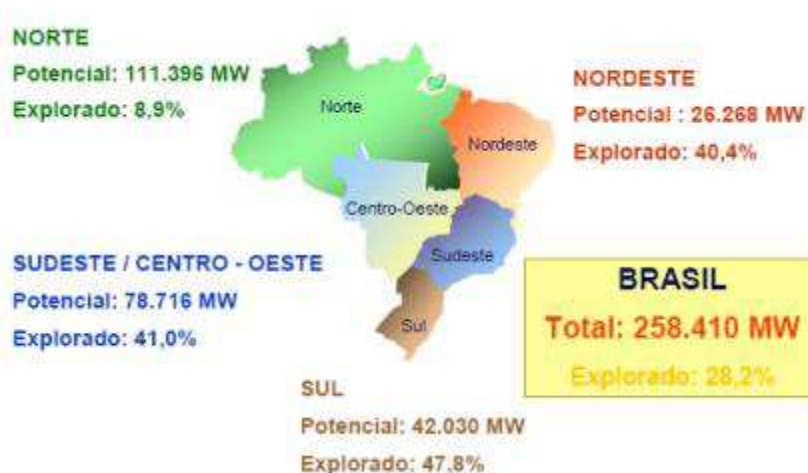 NORTE
Potencial: 111.396 MW
Explorado: 8,9%
NORDESTE
Potencial : 26.268 MW
Explorado: 40,4%
Norte
Nordeste
Centro-Oeste
Sudeste
Sul
SUDESTE / CENTRO - OESTE
Potencial: 78.716 MW
Explorado: 41,0%
BRASIL
Total: 258.410 MW
Explorado: 28,2%
SUL
Potencial: 42.030 MW
Explorado: 47,8%